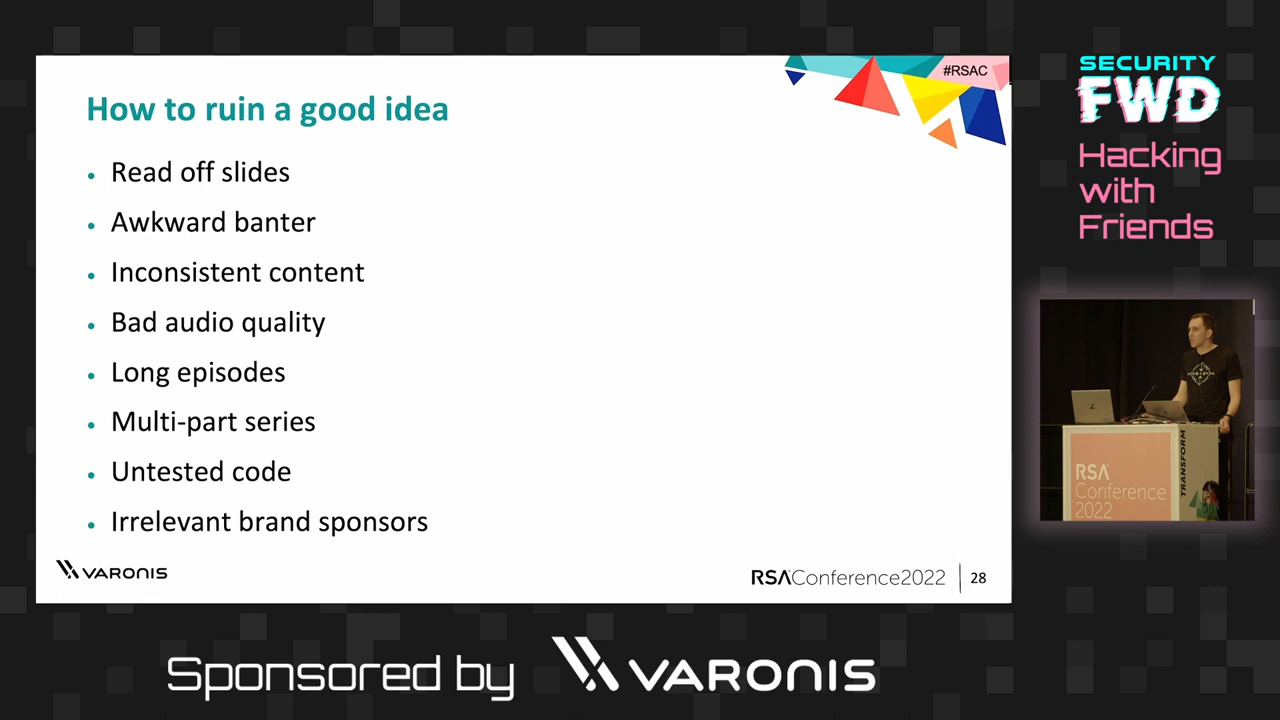 How to ruin a good idea
#RSAC
• Read off slides
• Awkward banter
• Inconsistent content
• Bad audio quality
• Long episodes
• Multi-part series
• Untested code
• Irrelevant brand sponsors
VARONIS
RSAConference2022
28
SECURITY
FWD
Hacking
with
Friends
RSA
Conference
2022
TRANSFORM
Sponsored by VARONIS